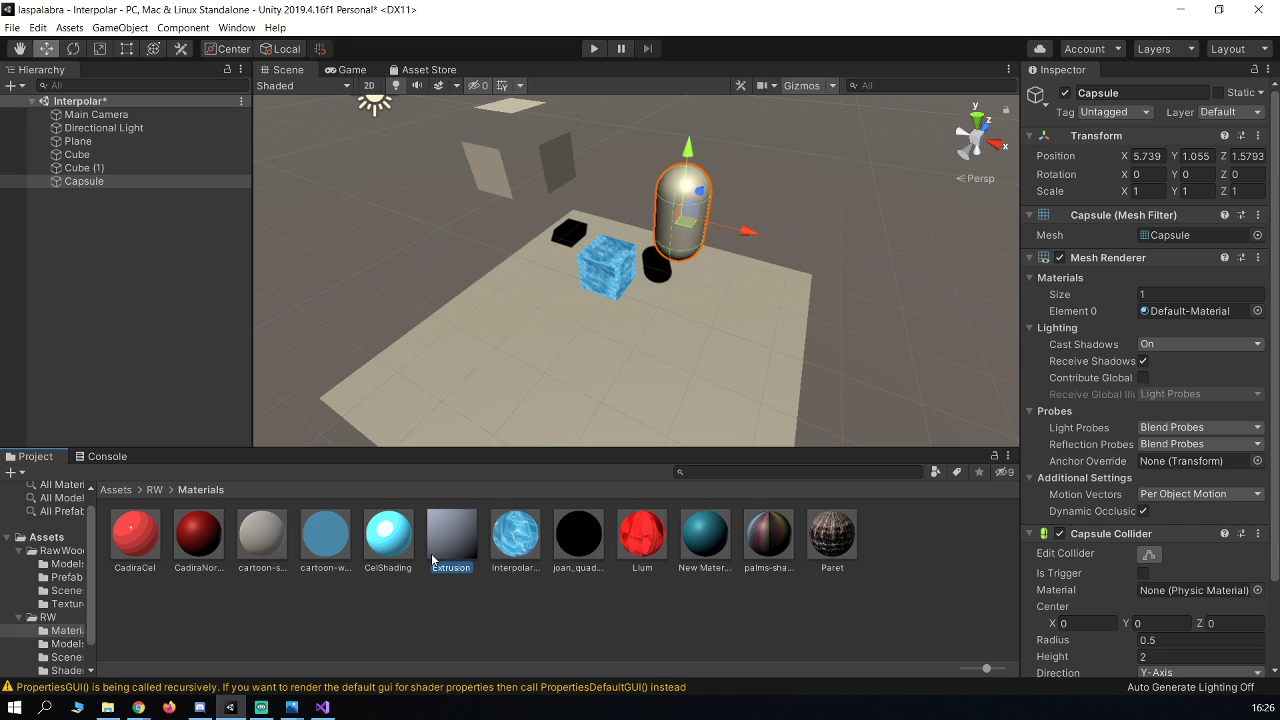 laspalabra - Interpolar - PC, Mac & Linux Standalone - Unity 2019.4.16f1 Personal* <DX11>
File Edit Assets GameObject Component Window Help
Center Local Account Layers Layout
Hierarchy Scene Game Asset Store Inspector
All Shaded 2D 0 Gizmos All Capsule Static
Interpolar* Tag Untagged Layer Default
Main Camera
Directional Light Transform
Plane
Cube Position X 5.739 Y 1.055 Z 1.5793
Cube (1) Rotation X 0 Y 0 Z 0
Capsule Scale X 1 Y 1 Z 1
y z x
Persp
Capsule (Mesh Filter)
Mesh Capsule
Mesh Renderer
Materials
Size 1
Element 0 Default-Material
Lighting
Cast Shadows On
Receive Shadows
Contribute Global
Receive Global Illu Light Probes
Probes
Light Probes Blend Probes
Reflection Probes Blend Probes
Anchor Override None (Transform)
Additional Settings
Motion Vectors Per Object Motion
Dynamic Occlusic
Capsule Collider
Edit Collider
Is Trigger
Material None (Physic Material)
Center
X 0 Y 0 Z 0
Radius 0.5
Height 2
Direction Y-Axis
Project Console
9
All Materi
All Model
All Prefab
Assets
RawWoo
Models
Prefab
Scenes
Textur
RW
Materia
Models
Scenes
Shade
Assets RW Materials
CadiraCel CadiraNor... cartoon-s... cartoon-w... CelShading Extrusion Interpolar... joan_quad... Llum New Mater... palms-sha... Paret
PropertiesGUI() is being called recursively. If you want to render the default gui for shader properties then call PropertiesDefaultGUI() instead
Auto Generate Lighting Off
16:26